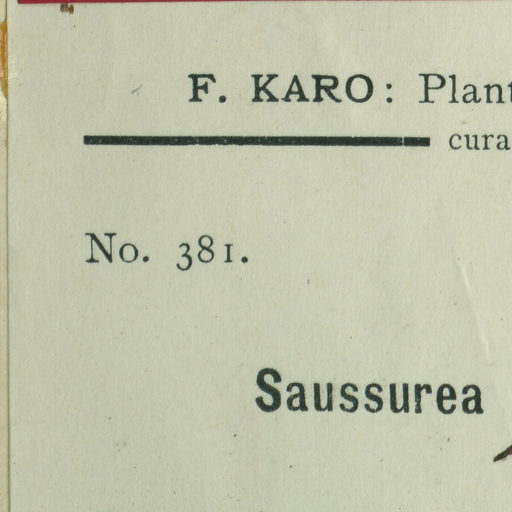 F. KARO: Plant
cura
No. 381.
Saussurea